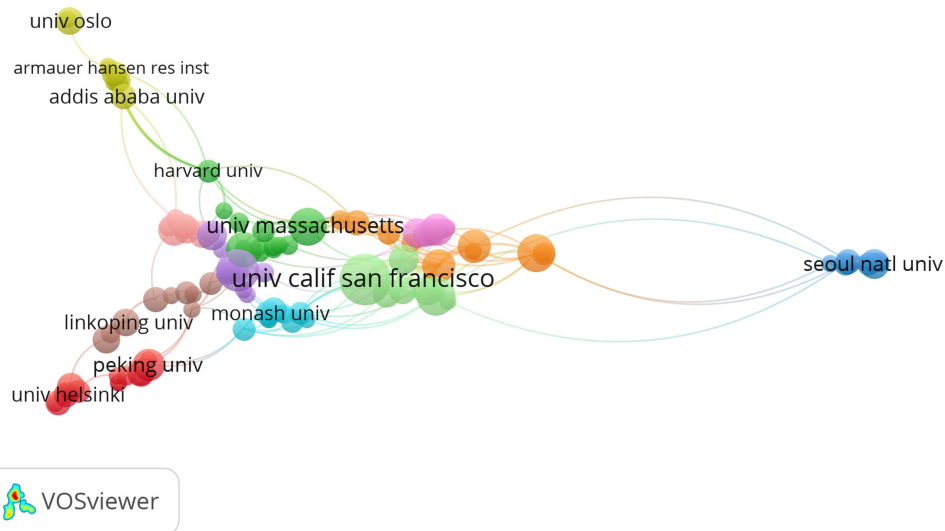 univ oslo
armauer hansen res inst
addis ababa univ
harvard univ
univ massachusetts
seoul natl univ
univ calif san francisco
monash univ
linkoping univ
peking univ
univ helsinki
VOSviewer